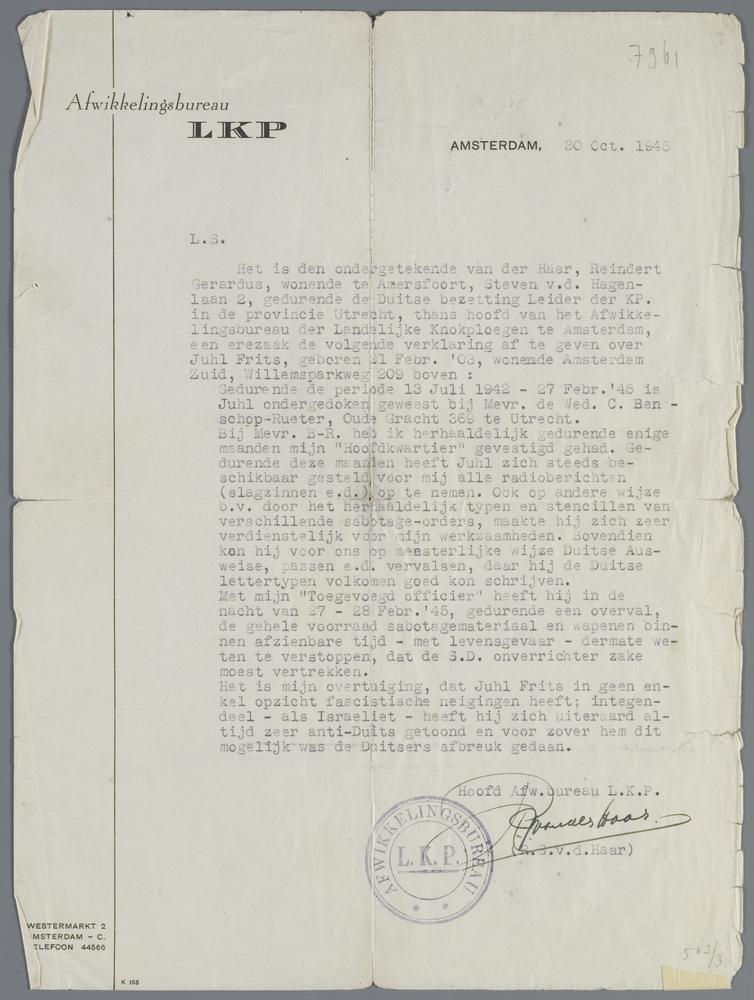 7961
Afwikkelingsbureau
LKP
AMSTERDAM, 30 Oct. 1945
L.S.
Het is den ondergetekende van der Haar, Reindert
Gerardus, wonende te Amersfoort, Steven v.d. Hagen-
laan 2, gedurende de Duitse bezetting Leider der KP.
in de provincie Utrecht, thans hoofd van het Afwikke-
lingsbureau der Landelijke Knokploegen te Amsterdam,
een erezaak de volgende verklaring af te geven over
Juhl Frits, geboren 21 Febr. '03, wonende Amsterdam
Zuid, Willemsparkweg 209 boven :
Gedurende de periode 13 Juli 1942 - 27 Febr.'45 is
Juhl ondergedoken geweest bij Mevr. de Wed. C. Ben -
schop-Rueter, Oude Gracht 369 te Utrecht.
Bij Mevr. B-R. heb ik herhaaldelijk gedurende enige
maanden mijn "Hoofdkwartier" gevestigd gehad. Ge-
durende deze maanden heeft Juhl zich steeds be-
schikbaar gesteld voor mij alle radioberichten
(slagzinnen e.d.) op te nemen. Ook op andere wijze
b.v. door het herhaaldelijk typen en stencillen van
verschillende sabotage-orders, maakte hij zich zeer
verdienstelijk voor mijn werkzaamheden. Bovendien
kon hij voor ons op meesterlijke wijze Duitse Aus-
weise, passen e.d. vervalsen, daar hij de Duitse
lettertypen volkomen goed kon schrijven.
Met mijn "Toegevoegd officier" heeft hij in de
nacht van 27 - 28 Febr.'45, gedurende een overval,
de gehele voorraad sabotagemateriaal en wapenen bin-
nen afzienbare tijd - met levensgevaar - dermate we-
ten te verstoppen, dat de S.D. onverrichter zake
moest vertrekken.
Het is mijn overtuiging, dat Juhl Frits in geen en-
kel opzicht fascistische neigingen heeft; integen-
deel - als Israeliet - heeft hij zich uiteraard al-
tijd zeer anti-Duits getoond en voor zover hem dit
mogelijk was de Duitsers afbreuk gedaan.
Hoofd Afw.bureau L.K.P.
(R.G.v.d.Haar)
AFWIKKELINGSBUREAU
L.K.P.
WESTERMARKT 2
AMSTERDAM - C.
TELEFOON 44566
K 155